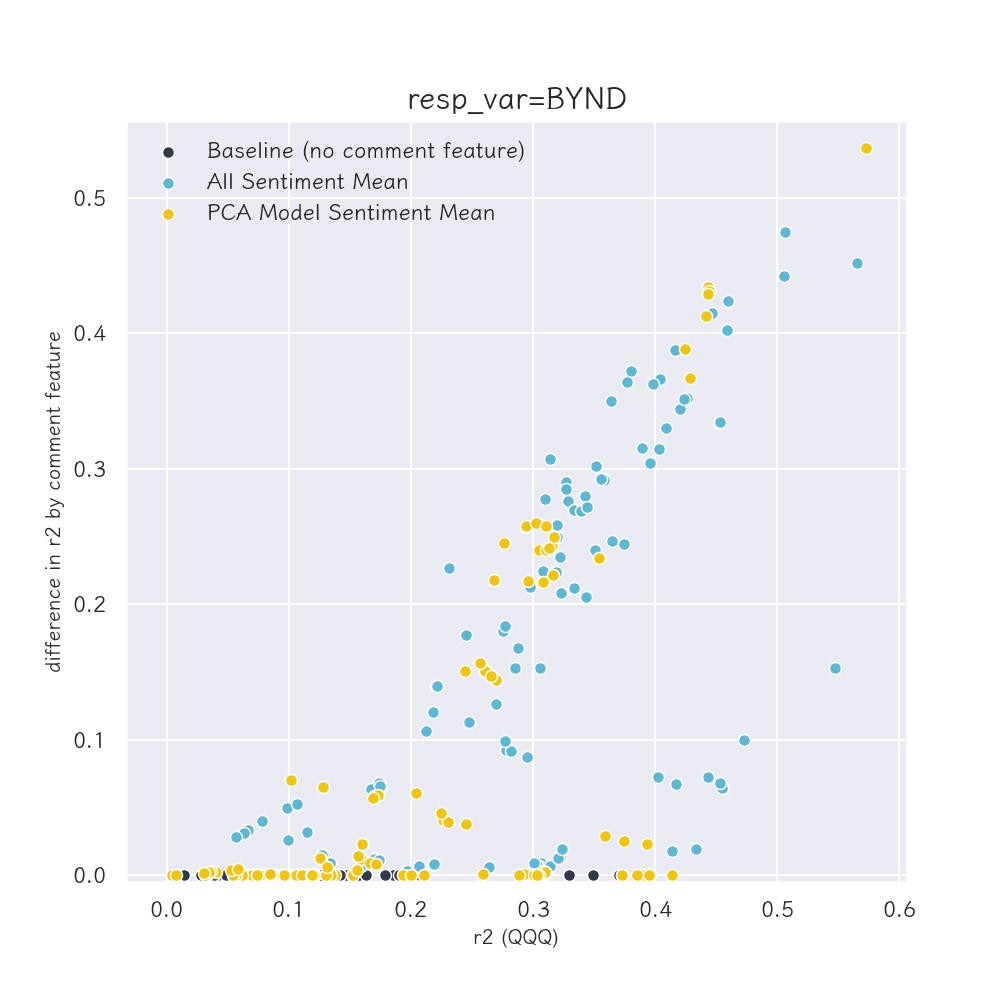 resp_var=BYND
Baseline (no comment feature)
All Sentiment Mean
PCA Model Sentiment Mean
difference in r2 by comment feature
0.5
0.4
0.3
0.2
0.1
0.0
0.0 0.1 0.2 0.3 0.4 0.5 0.6
r2 (QQQ)